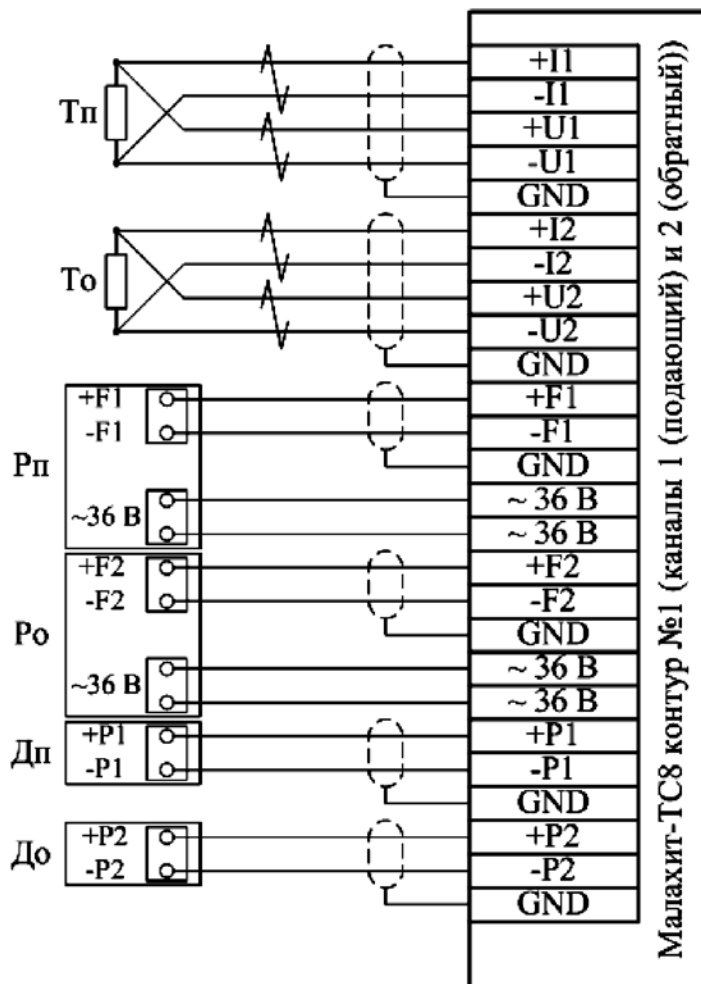 Тп
+I1
-I1
+U1
-U1
GND
То
+I2
-I2
+U2
-U2
GND
Рп
+F1
-F1
~36 В
+F1
-F1
GND
~ 36 В
~ 36 В
Ро
+F2
-F2
~36 В
+F2
-F2
GND
~ 36 В
~ 36 В
Дп
+P1
-P1
+P1
-P1
GND
До
+P2
-P2
+P2
-P2
GND
Малахит-ТС8 контур №1 (каналы 1 (подающий) и 2 (обратный))